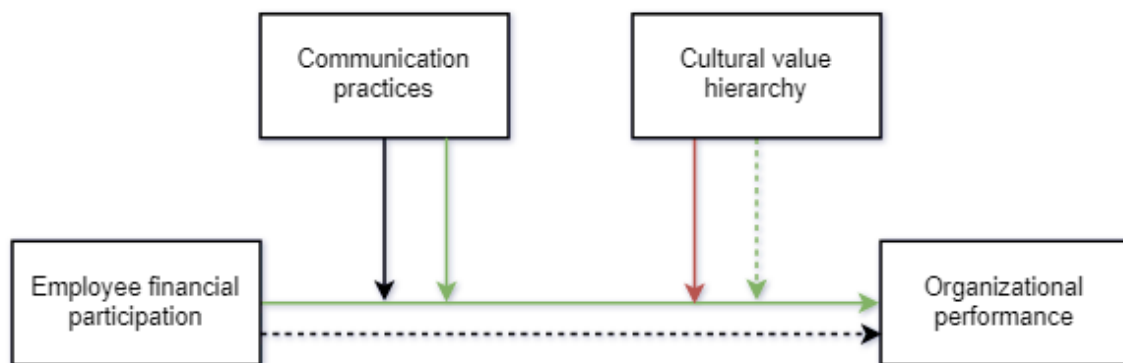 Communication
practices
Cultural value
hierarchy
Employee financial
participation
Organizational
performance